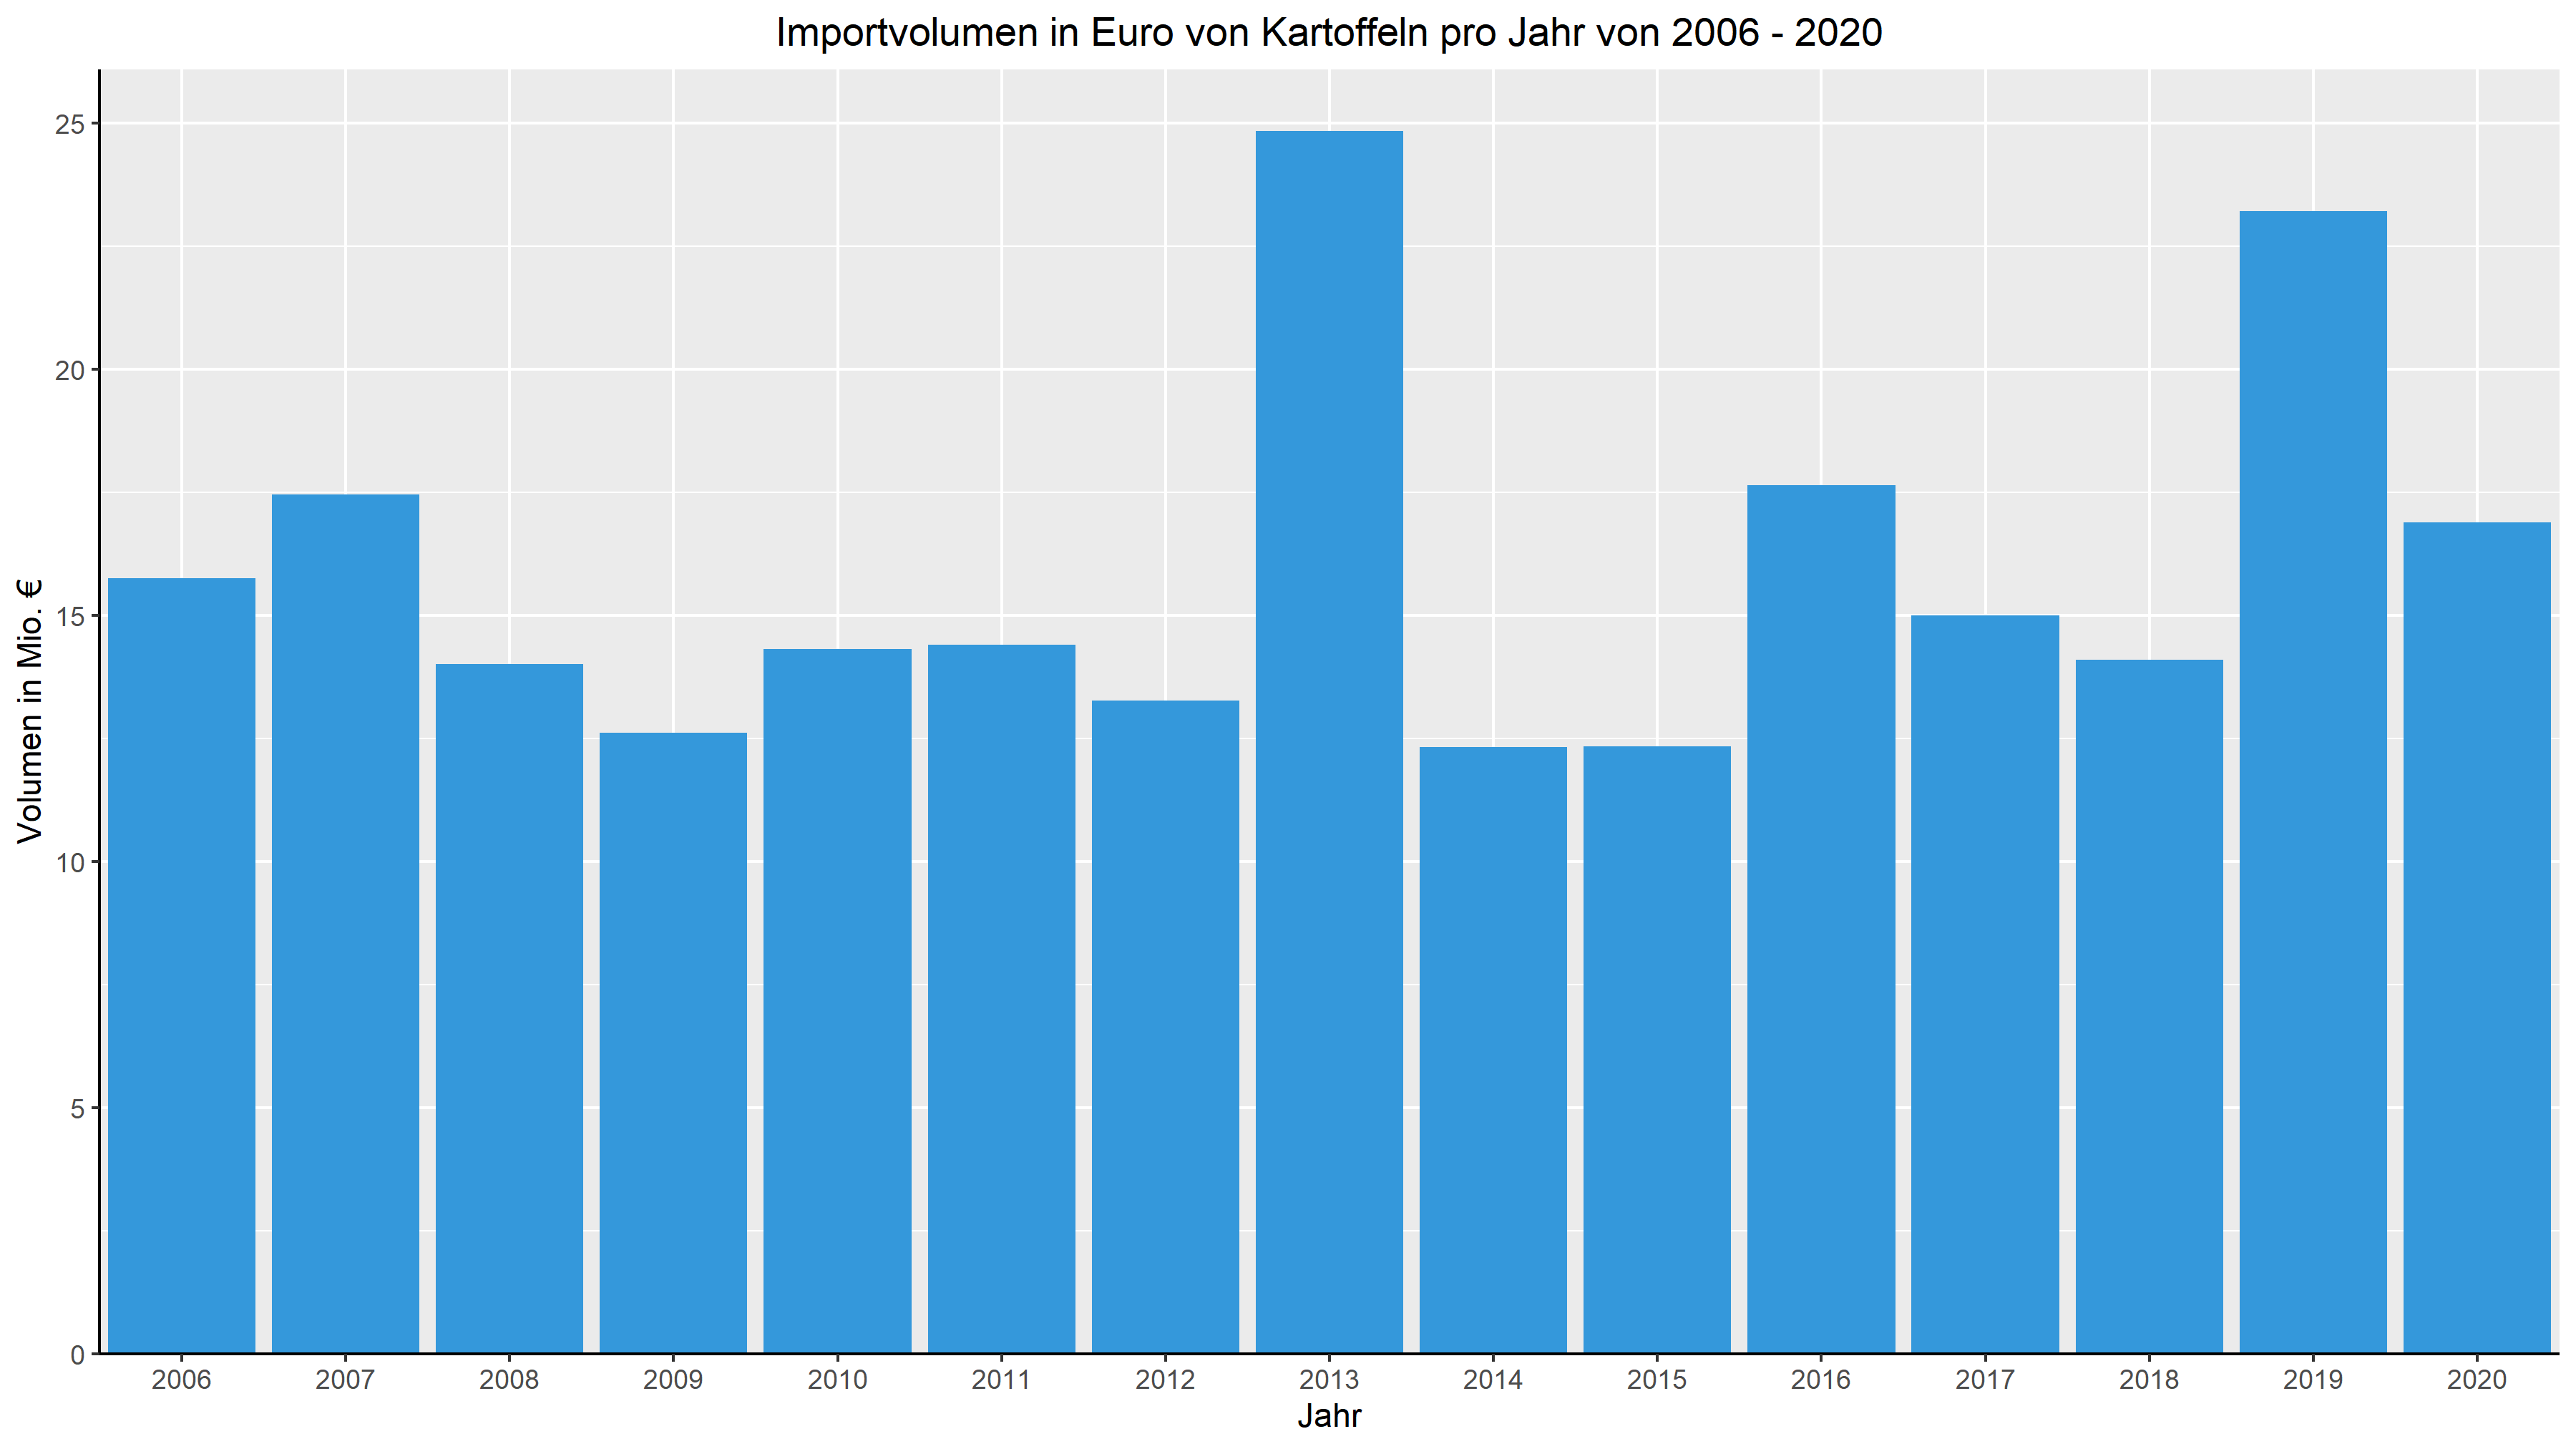 Importvolumen in Euro von Kartoffeln pro Jahr von 2006 - 2020
Volumen in Mio. €
25
20
15
10
5
0
2006 2007 2008 2009 2010 2011 2012 2013 2014 2015 2016 2017 2018 2019 2020
Jahr